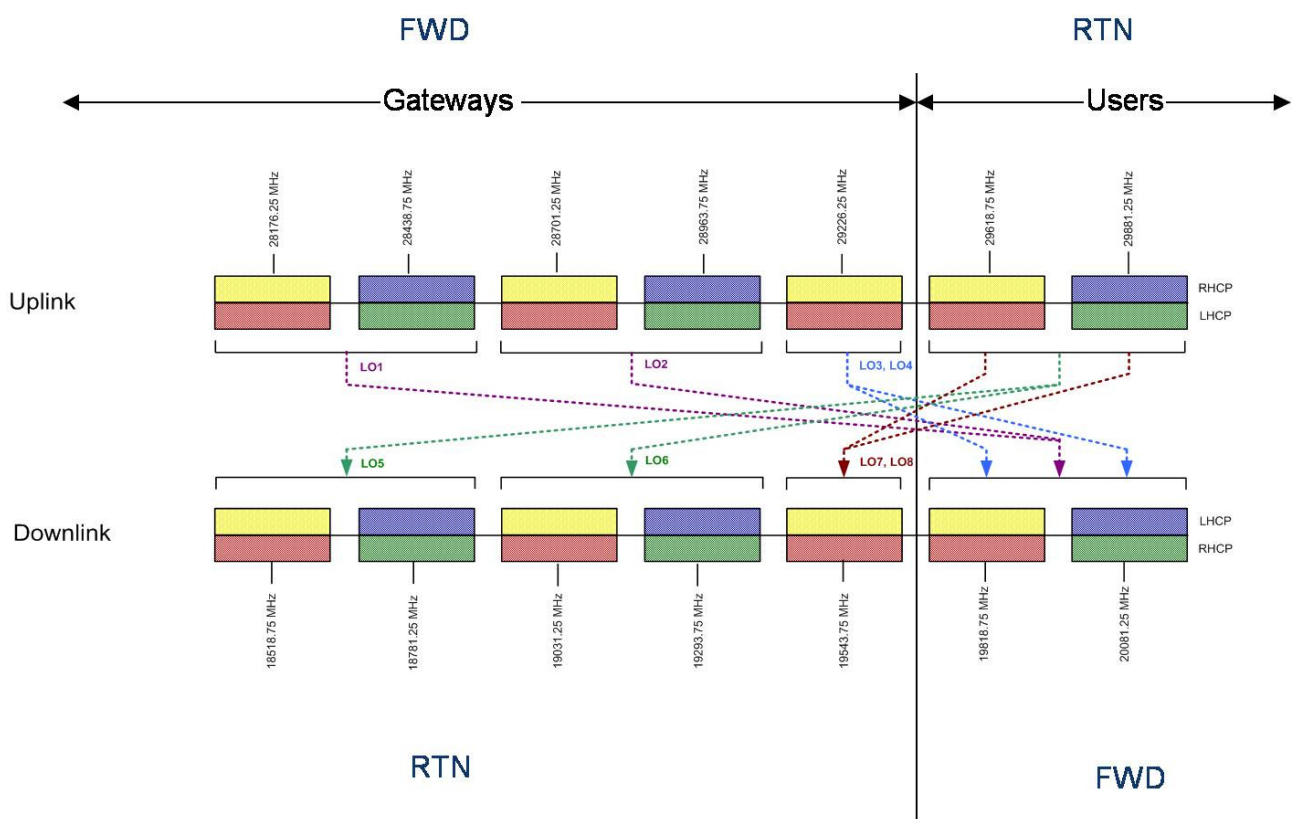 FWD
RTN
Gateways
Users
28176.25 MHz
28438.75 MHz
28701.25 MHz
28963.75 MHz
29226.25 MHz
29618.75 MHz
29881.25 MHz
Uplink
RHCP
LHCP
LO1
LO2
LO3, LO4
LO5
LO6
LO7, LO8
Downlink
LHCP
RHCP
18518.75 MHz
18781.25 MHz
19031.25 MHz
19293.75 MHz
19543.75 MHz
19818.75 MHz
20081.25 MHz
RTN
FWD